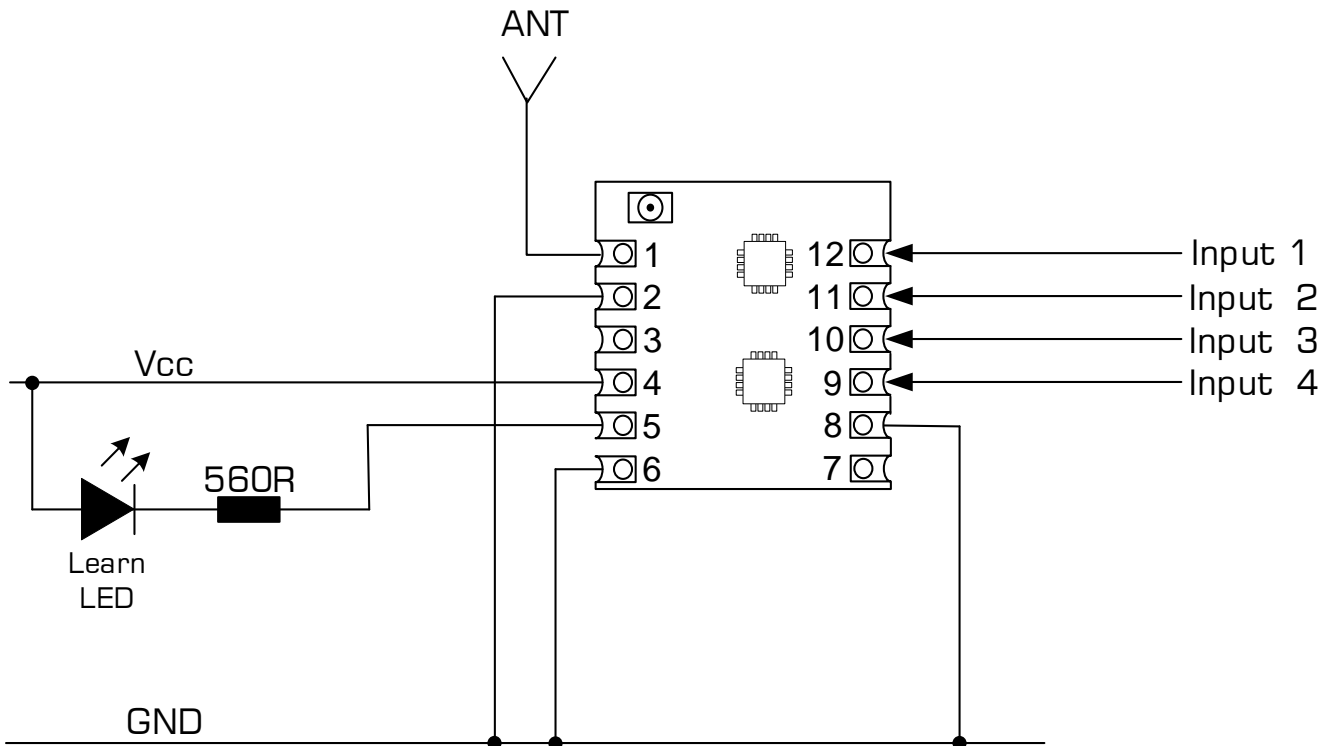 ANT
1
2
3
4
5
6
12
11
10
9
8
7
Input 1
Input 2
Input 3
Input 4
Vcc
560R
Learn
LED
GND